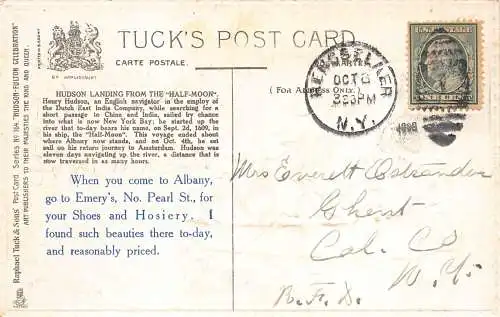 TUCK'S POST CARD
CARTE POSTALE.
BY APPOINTMENT
(FOR ADDRESS ONLY.)
HUDSON LANDING FROM THE "HALF-MOON".
Henry Hudson, an English navigator in the employ of
the Dutch East India Company, while searching for a
short passage to China and India, sailed by chance
into what is now New York Bay; he started up the
river that to-day bears his name, on Sept. 2d, 1609, in
his ship, the "Half-Moon". This voyage ended about
where Albany now stands, and on Oct. 4th, he set
sail on his return journey to Amsterdam. Hudson was
eleven days navigating up the river, a distance that is
now traversed in as many hours.
When you come to Albany,
go to Emery's, No. Pearl St., for
your Shoes and Hosiery. I
found such beauties there to-day,
and reasonably priced.
Raphael Tuck & Sons' Post Card Series No. 164. "HUDSON-FULTON CELEBRATION"
ART PUBLISHERS TO THEIR MAJESTIES THE KING AND QUEEN.
RENSSELAER
OCT 6
PM
N.Y.
Mrs Everett Ostrander
Ghent
Col. Co
N.Y.
R.F.D.